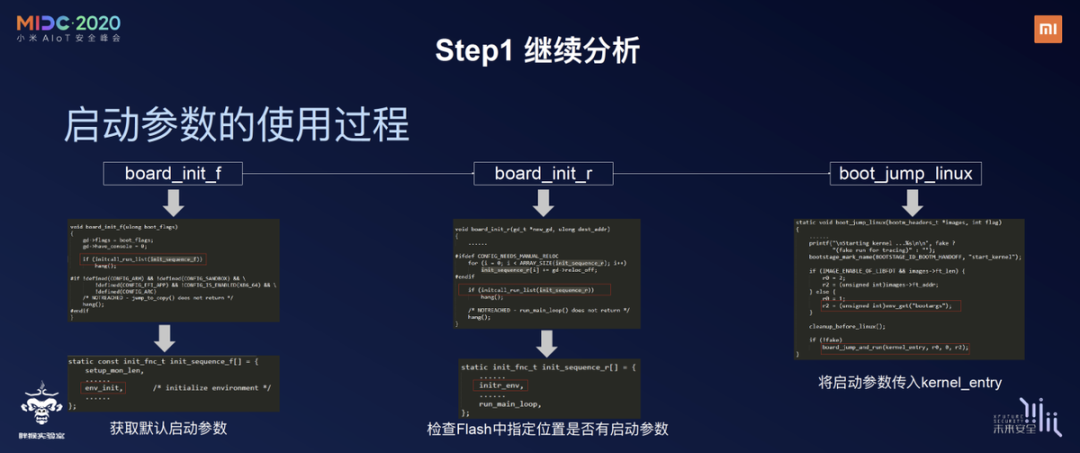 MIDC·2020
小米 AIoT 安全峰会
Step1 继续分析
启动参数的使用过程
board_init_f
board_init_r
boot_jump_linux
void board_init_f(ulong boot_flags)
{
gd->flags = boot_flags;
gd->have_console = 0;
if (initcall_run_list(init_sequence_f))
hang();
#if !defined(CONFIG_ARM) && !defined(CONFIG_SANDBOX) && \
!defined(CONFIG_EFI_APP) && !CONFIG_IS_ENABLED(X86_64) && \
!defined(CONFIG_ARC)
/* NOTREACHED - jump_to_copy() does not return */
hang();
#endif
}
static const init_fnc_t init_sequence_f[] = {
setup_mon_len,
......
env_init, /* initialize environment */
......
};
获取默认启动参数
void board_init_r(gd_t *new_gd, ulong dest_addr)
{
......
#ifdef CONFIG_NEEDS_MANUAL_RELOC
for (i = 0; i < ARRAY_SIZE(init_sequence_r); i++)
init_sequence_r[i] += gd->reloc_off;
#endif
if (initcall_run_list(init_sequence_r))
hang();
/* NOTREACHED - run_main_loop() does not return */
hang();
}
static init_fnc_t init_sequence_r[] = {
......
initr_env,
......
run_main_loop,
};
检查Flash中指定位置是否有启动参数
static void boot_jump_linux(bootm_headers_t *images, int flag)
{
......
printf("\nStarting kernel ...%s\n\n", fake ?
"(fake run for tracing)" : "");
bootstage_mark_name(BOOTSTAGE_ID_BOOTM_HANDOFF, "start_kernel");
if (IMAGE_ENABLE_OF_LIBFDT && images->ft_len) {
r0 = 2;
r2 = (unsigned int)images->ft_addr;
} else {
r0 = 1;
r2 = (unsigned int)env_get("bootargs");
}
cleanup_before_linux();
if (!fake)
board_jump_and_run(kernel_entry, r0, 0, r2);
}
将启动参数传入kernel_entry
胖猴实验室
未来安全